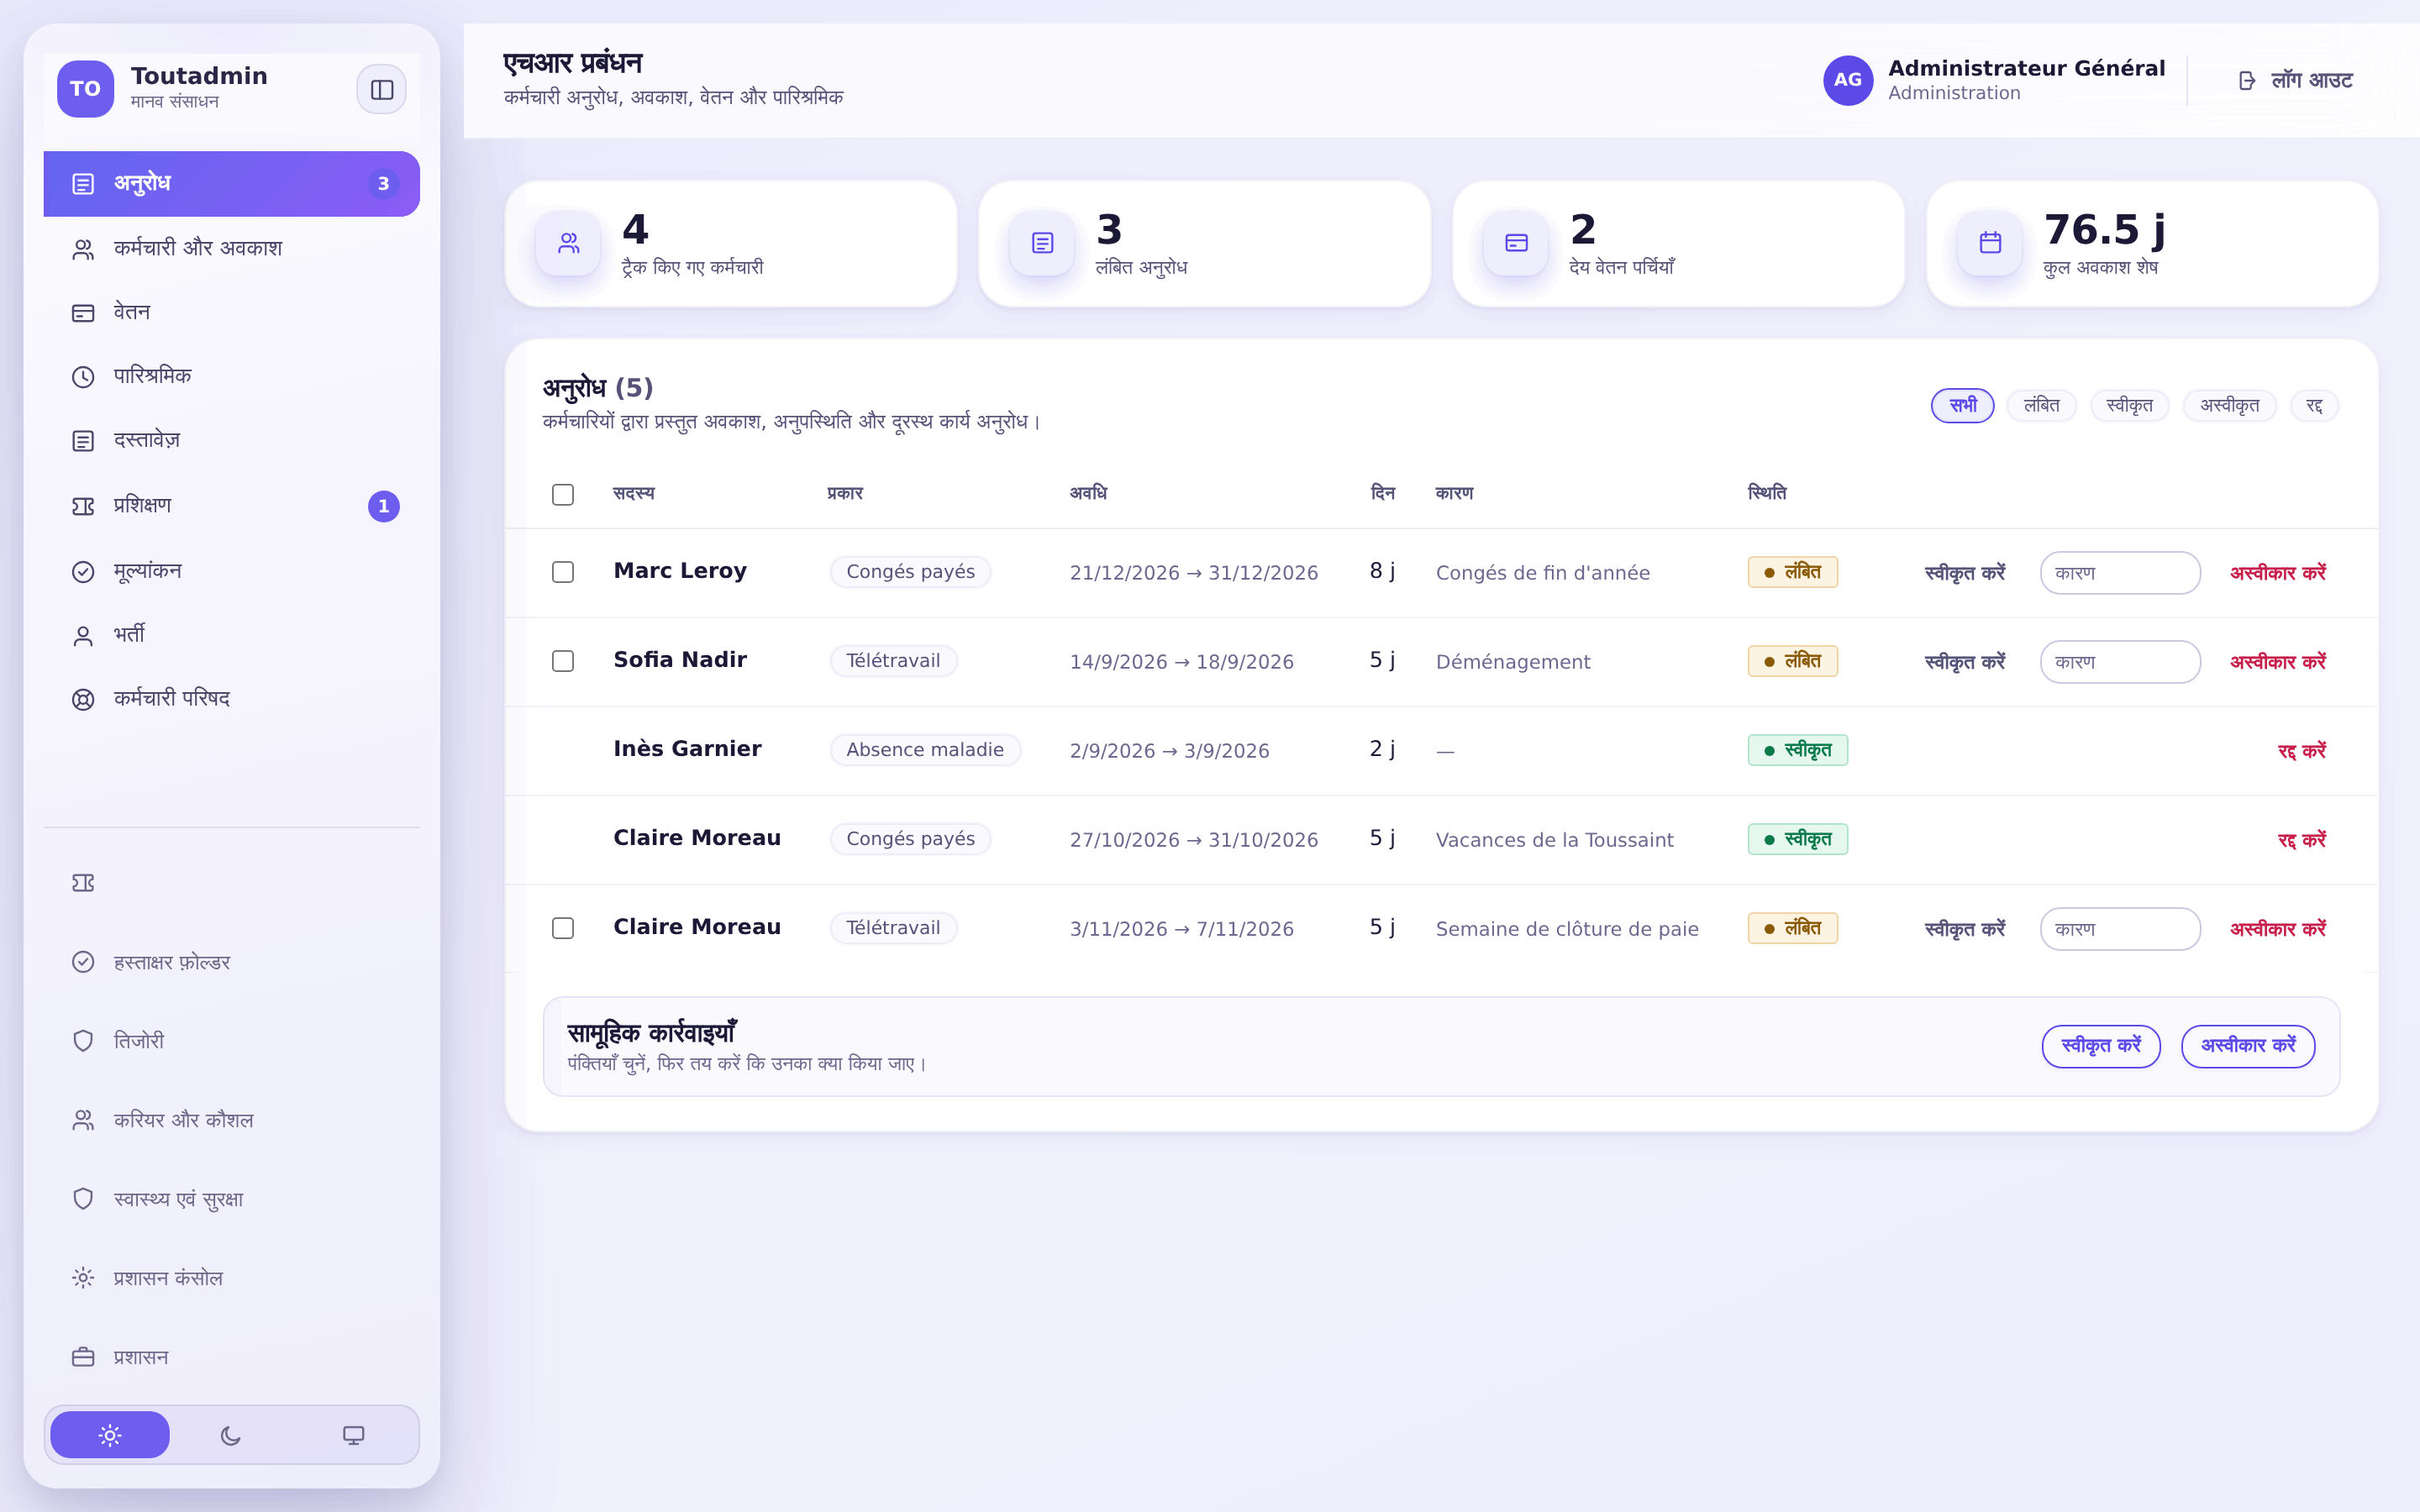 TO
Toutadmin
मानव संसाधन
अनुरोध 3
कर्मचारी और अवकाश
वेतन
पारिश्रमिक
दस्तावेज़
प्रशिक्षण 1
मूल्यांकन
भर्ती
कर्मचारी परिषद
हस्ताक्षर फ़ोल्डर
तिजोरी
करियर और कौशल
स्वास्थ्य एवं सुरक्षा
प्रशासन कंसोल
प्रशासन
एचआर प्रबंधन
कर्मचारी अनुरोध, अवकाश, वेतन और पारिश्रमिक
AG
Administrateur Général
Administration
लॉग आउट
4
ट्रैक किए गए कर्मचारी
3
लंबित अनुरोध
2
देय वेतन पर्चियाँ
76.5 j
कुल अवकाश शेष
अनुरोध (5)
कर्मचारियों द्वारा प्रस्तुत अवकाश, अनुपस्थिति और दूरस्थ कार्य अनुरोध।
सभी लंबित स्वीकृत अस्वीकृत रद्द
सदस्य प्रकार अवधि दिन कारण स्थिति
Marc Leroy Congés payés 21/12/2026 → 31/12/2026 8 j Congés de fin d'année लंबित स्वीकृत करें कारण अस्वीकार करें
Sofia Nadir Télétravail 14/9/2026 → 18/9/2026 5 j Déménagement लंबित स्वीकृत करें कारण अस्वीकार करें
Inès Garnier Absence maladie 2/9/2026 → 3/9/2026 2 j — स्वीकृत रद्द करें
Claire Moreau Congés payés 27/10/2026 → 31/10/2026 5 j Vacances de la Toussaint स्वीकृत रद्द करें
Claire Moreau Télétravail 3/11/2026 → 7/11/2026 5 j Semaine de clôture de paie लंबित स्वीकृत करें कारण अस्वीकार करें
सामूहिक कार्रवाइयाँ
पंक्तियाँ चुनें, फिर तय करें कि उनका क्या किया जाए।
स्वीकृत करें अस्वीकार करें